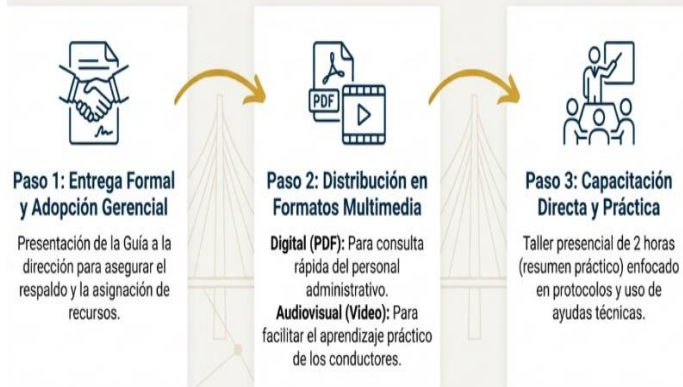 PDF
Paso 1: Entrega Formal
y Adopción Gerencial
Presentación de la Guía a la
dirección para asegurar el
respaldo y la asignación de
recursos.
Paso 2: Distribución en
Formatos Multimedia
Digital (PDF): Para consulta
rápida del personal
administrativo.
Audiovisual (Video): Para
facilitar el aprendizaje práctico
de los conductores.
Paso 3: Capacitación
Directa y Práctica
Taller presencial de 2 horas
(resumen práctico) enfocado
en protocolos y uso de
ayudas técnicas.